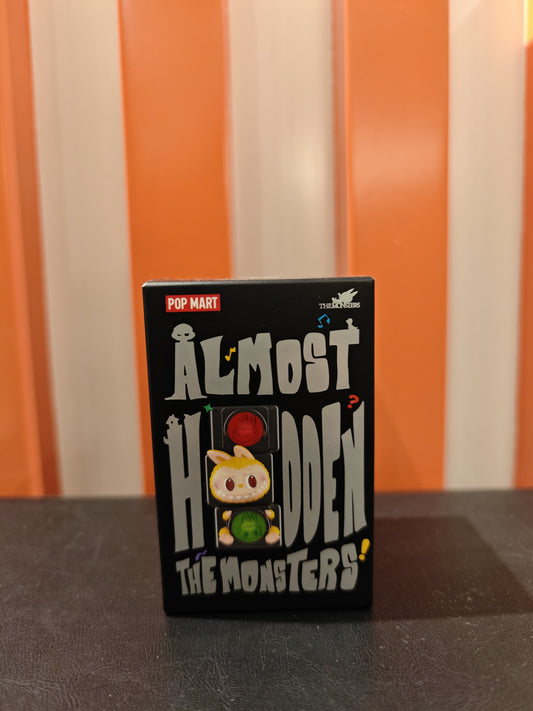 POP MART
THE MONSTERS
ALMOST
HIDDEN
THE MONSTERS!